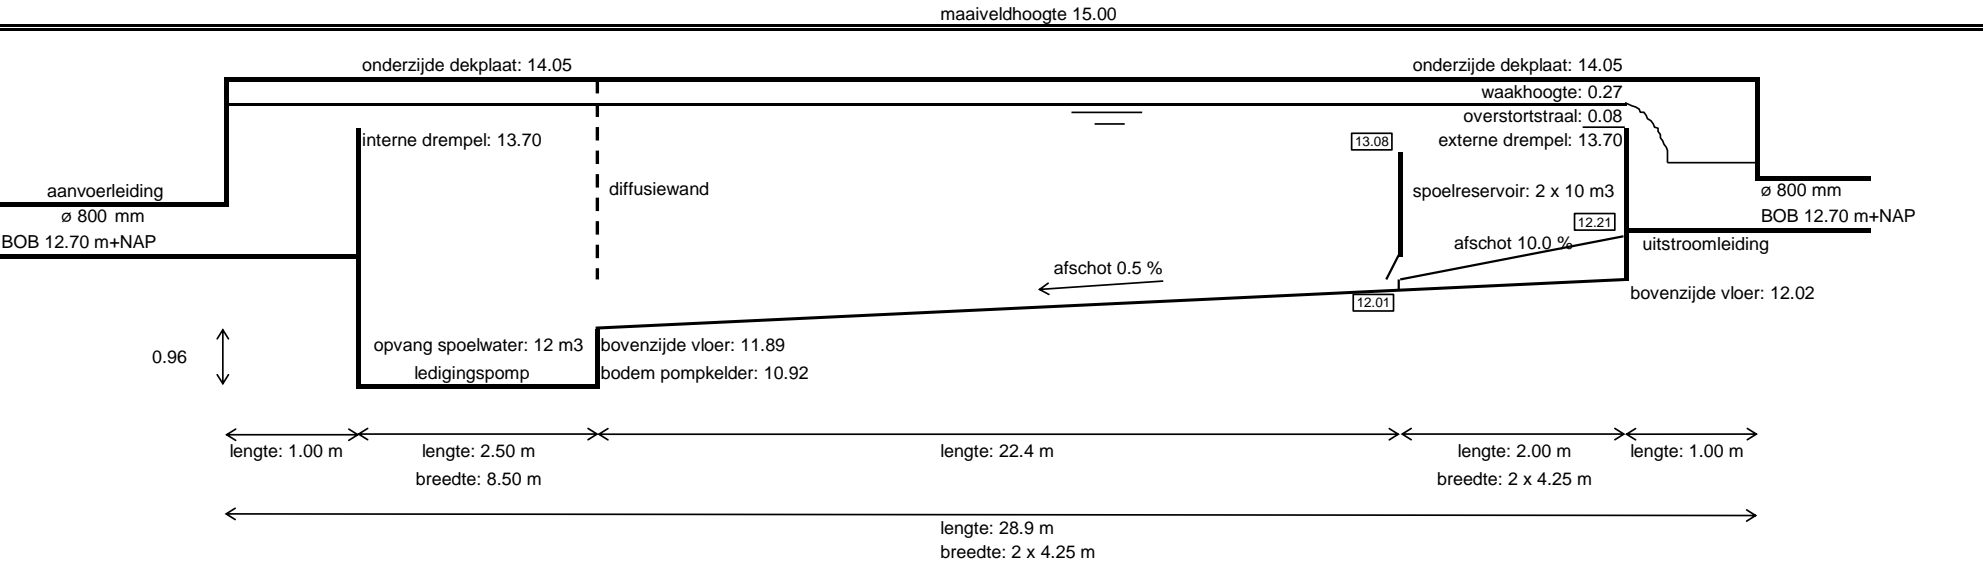 maaiveldhoogte 15.00
onderzijde dekplaat: 14.05
onderzijde dekplaat: 14.05
waakhoogte: 0.27
overstortstraal: 0.08
interne drempel: 13.70
13.08
externe drempel: 13.70
aanvoerleiding
diffusiewand
spoelreservoir: 2 x 10 m3
ø 800 mm
ø 800 mm
12.21
BOB 12.70 m+NAP
BOB 12.70 m+NAP
afschot 10.0 %
uitstroomleiding
afschot 0.5 %
12.01
bovenzijde vloer: 12.02
0.96
opvang spoelwater: 12 m3
bovenzijde vloer: 11.89
ledigingspomp
bodem pompkelder: 10.92
lengte: 1.00 m
lengte: 2.50 m
lengte: 22.4 m
lengte: 2.00 m
lengte: 1.00 m
breedte: 8.50 m
breedte: 2 x 4.25 m
lengte: 28.9 m
breedte: 2 x 4.25 m